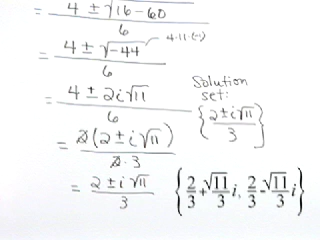 = 4 ± √16 - 60 / 6
= 4 ± √-44 / 6 4·11·(-1)
= 4 ± 2i√11 / 6
Solution set: { 2 ± i√11 / 3 }
= 2(2 ± i√11) / 2·3
= 2 ± i√11 / 3
{ 2/3 + √11/3 i, 2/3 - √11/3 i }